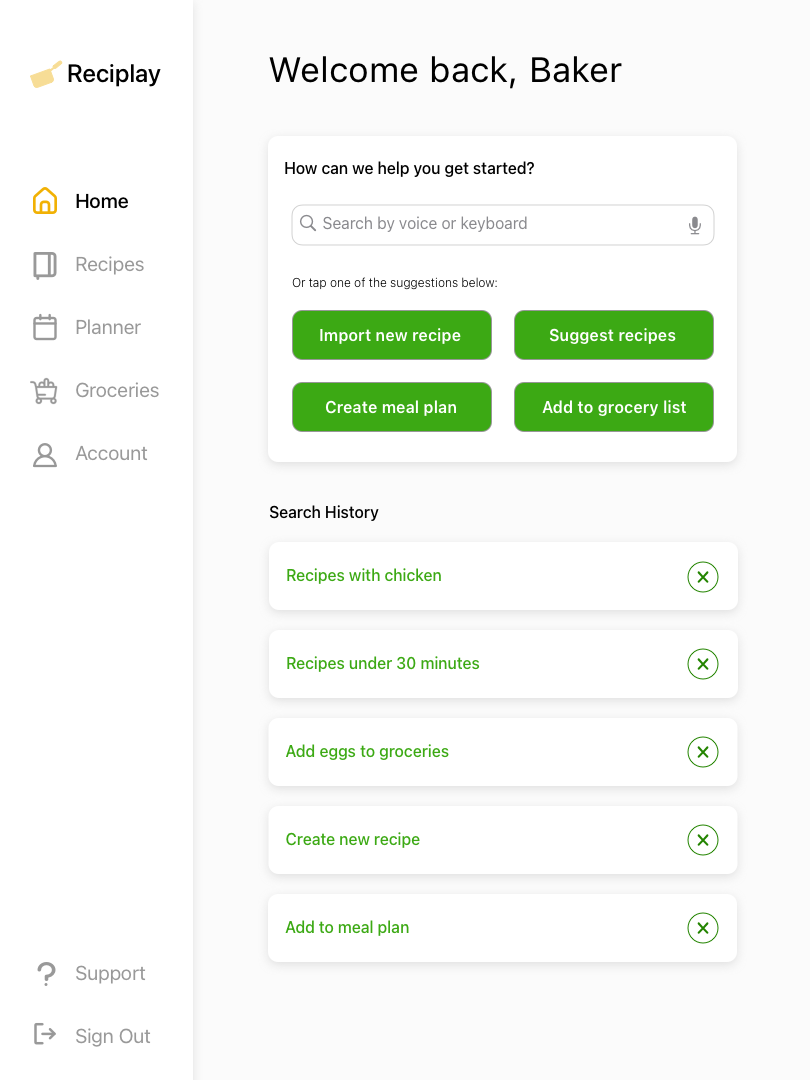 Reciplay
Home
Recipes
Planner
Groceries
Account
Support
Sign Out
Welcome back, Baker
How can we help you get started?
Search by voice or keyboard
Or tap one of the suggestions below:
Import new recipe
Suggest recipes
Create meal plan
Add to grocery list
Search History
Recipes with chicken
Recipes under 30 minutes
Add eggs to groceries
Create new recipe
Add to meal plan